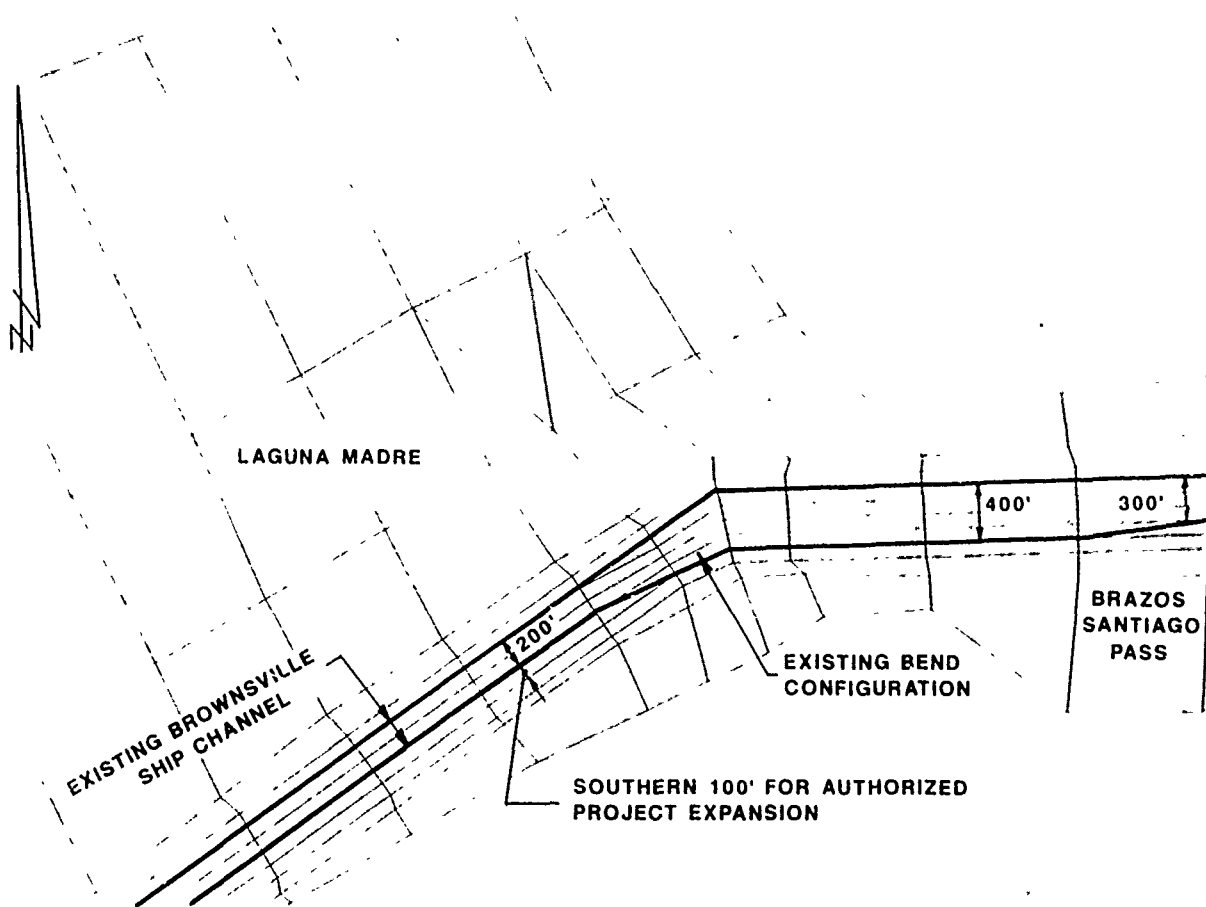 N
LAGUNA MADRE
400'
300'
200'
BRAZOS
SANTIAGO
PASS
EXISTING BEND
CONFIGURATION
EXISTING BROWNSVILLE
SHIP CHANNEL
SOUTHERN 100' FOR AUTHORIZED
PROJECT EXPANSION